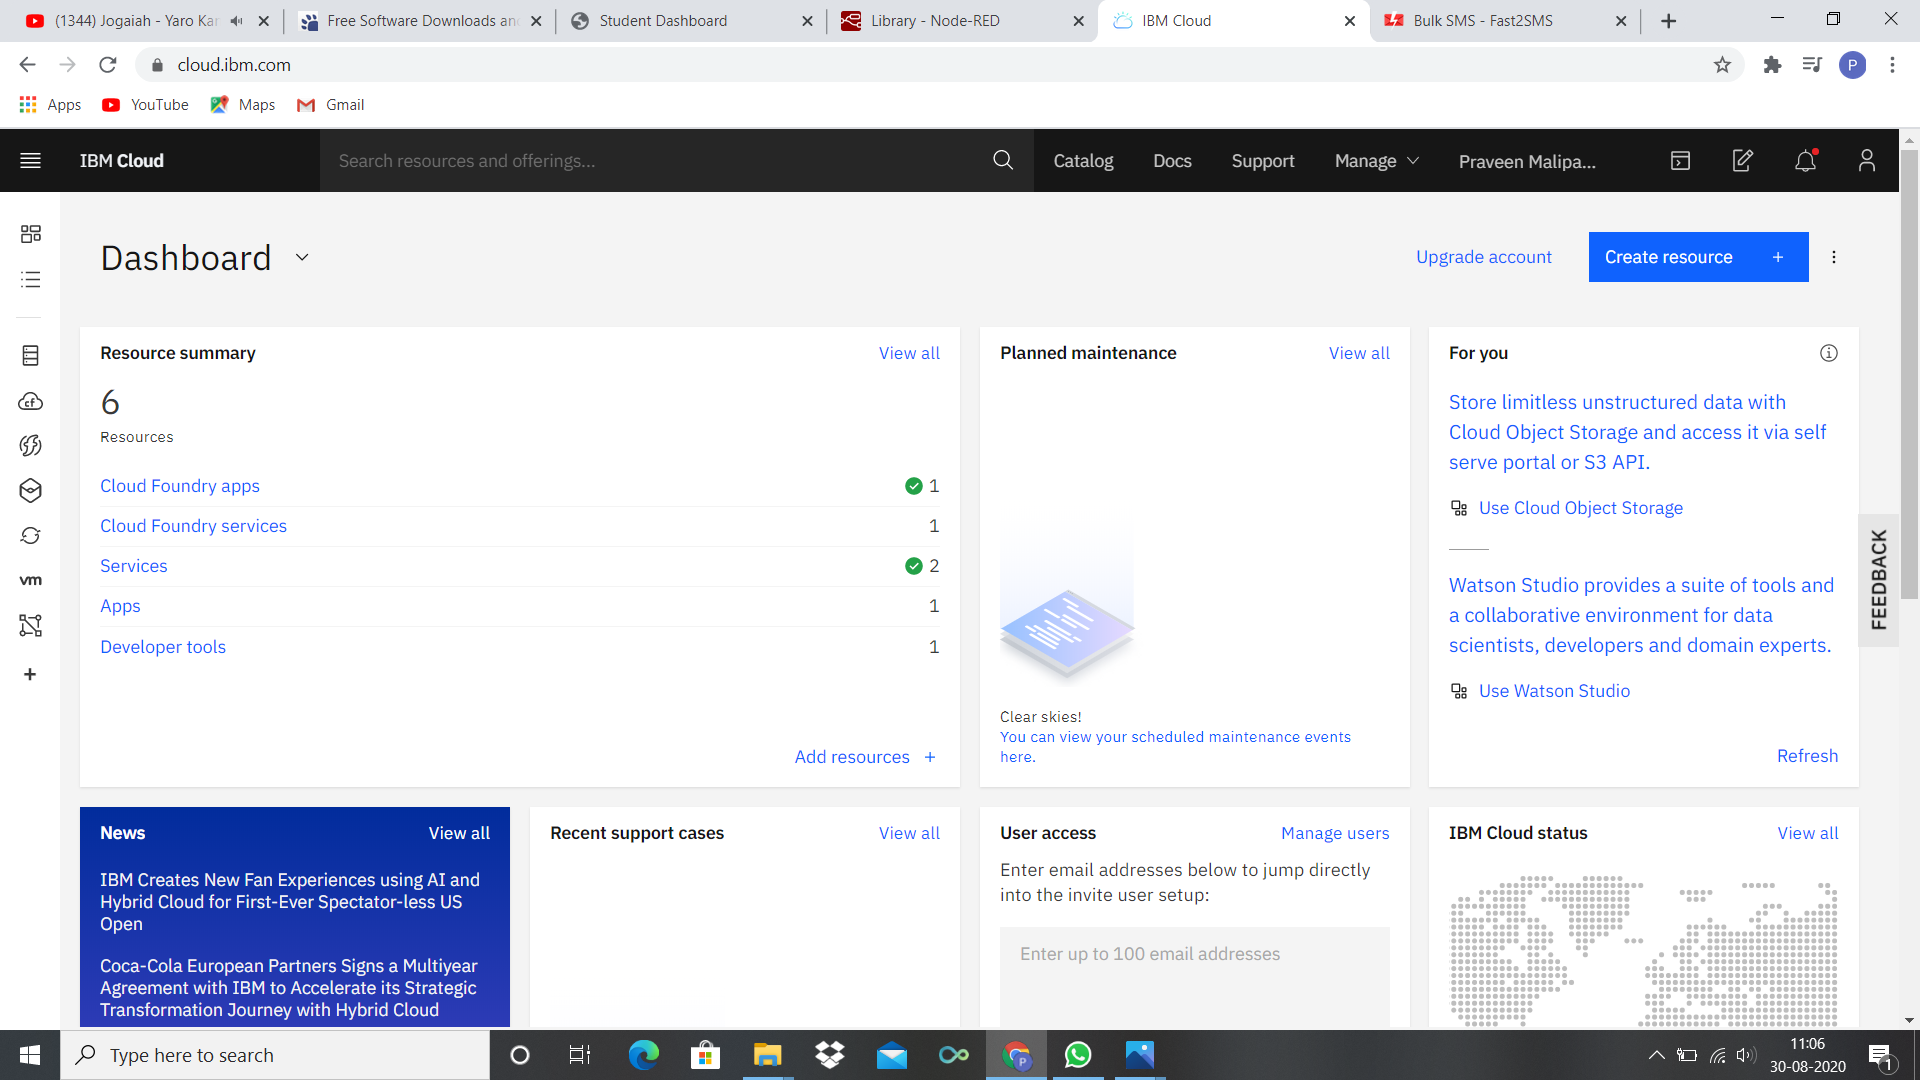 (1344) Jogaiah - Yaro Kar
Free Software Downloads an
Student Dashboard
Library - Node-RED
IBM Cloud
Bulk SMS - Fast2SMS
cloud.ibm.com
P
Apps
YouTube
Maps
Gmail
IBM Cloud
Search resources and offerings...
Catalog
Docs
Support
Manage
Praveen Malipa...
Dashboard
Upgrade account
Create resource +
Resource summary
View all
6
Resources
Cloud Foundry apps 1
Cloud Foundry services 1
Services 2
Apps 1
Developer tools 1
Add resources +
Planned maintenance
View all
Clear skies!
You can view your scheduled maintenance events
here.
For you
Store limitless unstructured data with
Cloud Object Storage and access it via self
serve portal or S3 API.
Use Cloud Object Storage
Watson Studio provides a suite of tools and
a collaborative environment for data
scientists, developers and domain experts.
Use Watson Studio
Refresh
FEEDBACK
cf
vm
News
View all
IBM Creates New Fan Experiences using AI and
Hybrid Cloud for First-Ever Spectator-less US
Open
Coca-Cola European Partners Signs a Multiyear
Agreement with IBM to Accelerate its Strategic
Transformation Journey with Hybrid Cloud
Recent support cases
View all
User access
Manage users
Enter email addresses below to jump directly
into the invite user setup:
Enter up to 100 email addresses
IBM Cloud status
View all
Type here to search
P
11:06
30-08-2020
1